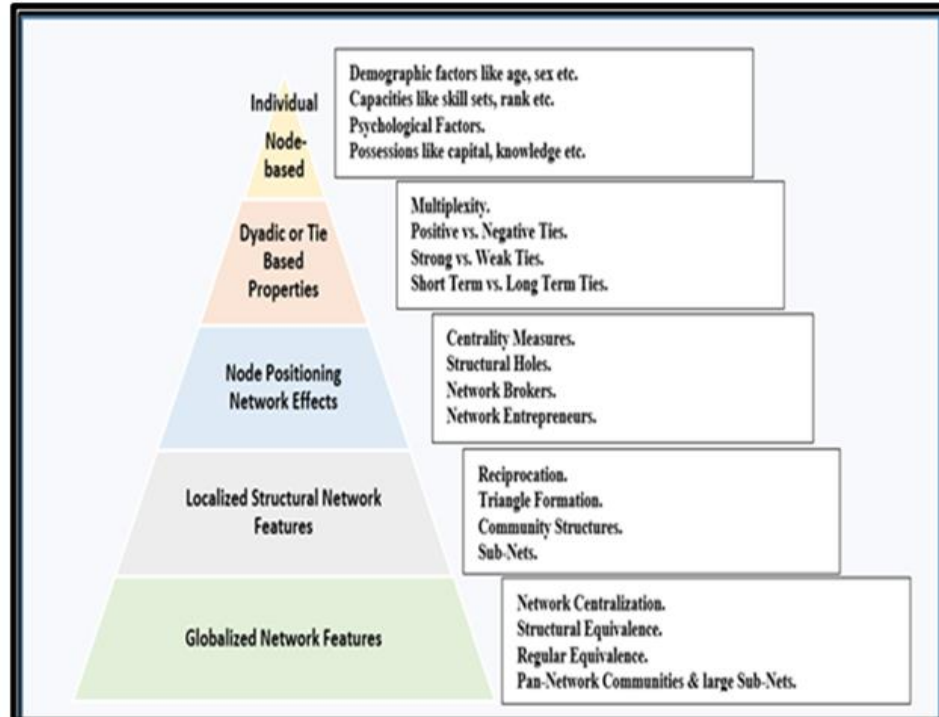 Individual
Node-
based
Demographic factors like age, sex etc.
Capacities like skill sets, rank etc.
Psychological Factors.
Possessions like capital, knowledge etc.
Dyadic or Tie
Based
Properties
Multiplexity.
Positive vs. Negative Ties.
Strong vs. Weak Ties.
Short Term vs. Long Term Ties.
Node Positioning
Network Effects
Centrality Measures.
Structural Holes.
Network Brokers.
Network Entrepreneurs.
Localized Structural Network
Features
Reciprocation.
Triangle Formation.
Community Structures.
Sub-Nets.
Globalized Network Features
Network Centralization.
Structural Equivalence.
Regular Equivalence.
Pan-Network Communities & large Sub-Nets.